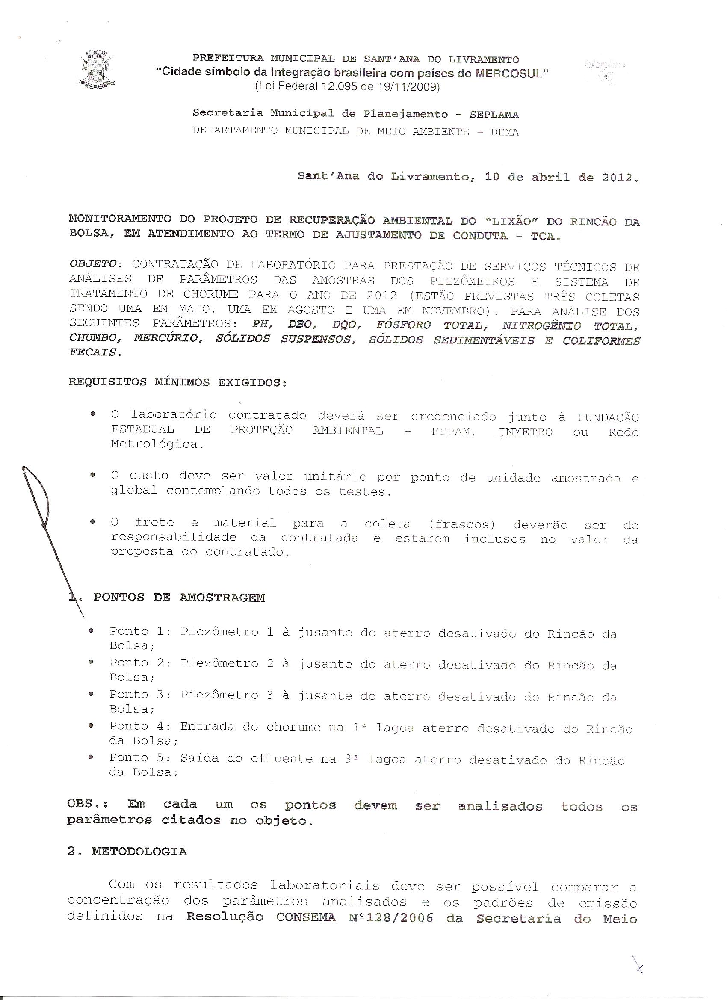 PREFEITURA MUNICIPAL DE SANT'ANA DO LIVRAMENTO
“Cidade símbolo da Integração brasileira com países do MERCOSUL”
(Lei Federal 12.095 de 19/11/2009)
Secretaria Municipal de Planejamento - SEPLAMA
DEPARTAMENTO MUNICIPAL DE MEIO AMBIENTE - DEMA
Sant'Ana do Livramento, 10 de abril de 2012.
MONITORAMENTO DO PROJETO DE RECUPERAÇÃO AMBIENTAL DO "LIXÃO" DO RINCÃO DA
BOLSA, EM ATENDIMENTO AO TERMO DE AJUSTAMENTO DE CONDUTA - TCA.
OBJETO: CONTRATAÇÃO DE LABORATÓRIO PARA PRESTAÇÃO DE SERVIÇOS TÉCNICOS DE
ANÁLISES DE PARÂMETROS DAS AMOSTRAS DOS PIEZÔMETROS E SISTEMA DE
TRATAMENTO DE CHORUME PARA O ANO DE 2012 (ESTÃO PREVISTAS TRÊS COLETAS
SENDO UMA EM MAIO, UMA EM AGOSTO E UMA EM NOVEMBRO). PARA ANÁLISE DOS
SEGUINTES PARÂMETROS: PH, DBO, DQO, FÓSFORO TOTAL, NITROGÊNIO TOTAL,
CHUMBO, MERCÚRIO, SÓLIDOS SUSPENSOS, SÓLIDOS SEDIMENTÁVEIS E COLIFORMES
FECAIS.
REQUISITOS MÍNIMOS EXIGIDOS:
• O laboratório contratado deverá ser credenciado junto à FUNDAÇÃO
ESTADUAL DE PROTEÇÃO AMBIENTAL - FEPAM, INMETRO ou Rede
Metrológica.
• O custo deve ser valor unitário por ponto de unidade amostrada e
global contemplando todos os testes.
• O frete e material para a coleta (frascos) deverão ser de
responsabilidade da contratada e estarem inclusos no valor da
proposta do contratado.
1. PONTOS DE AMOSTRAGEM
• Ponto 1: Piezômetro 1 à jusante do aterro desativado do Rincão da
Bolsa;
• Ponto 2: Piezômetro 2 à jusante do aterro desativado do Rincão da
Bolsa;
• Ponto 3: Piezômetro 3 à jusante do aterro desativado do Rincão da
Bolsa;
• Ponto 4: Entrada do chorume na 1ª lagoa aterro desativado do Rincão
da Bolsa;
• Ponto 5: Saída do efluente na 3ª lagoa aterro desativado do Rincão
da Bolsa;
OBS.: Em cada um os pontos devem ser analisados todos os
parâmetros citados no objeto.
2. METODOLOGIA
Com os resultados laboratoriais deve ser possível comparar a
concentração dos parâmetros analisados e os padrões de emissão
definidos na Resolução CONSEMA Nº128/2006 da Secretaria do Meio